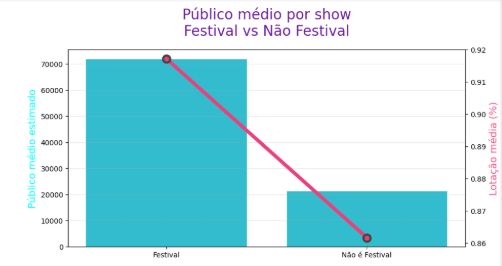 Público médio por show
Festival vs Não Festival
Público médio estimado
70000
60000
50000
40000
30000
20000
10000
0
0.92
0.91
0.90
0.89
0.88
0.87
0.86
Lotação média (%)
Festival
Não é Festival